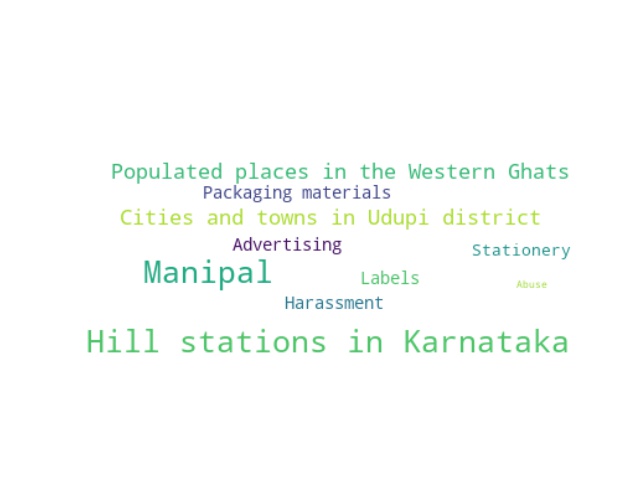 Populated places in the Western Ghats
Packaging materials
Cities and towns in Udupi district
Advertising
Stationery
Manipal
Labels
Abuse
Harassment
Hill stations in Karnataka